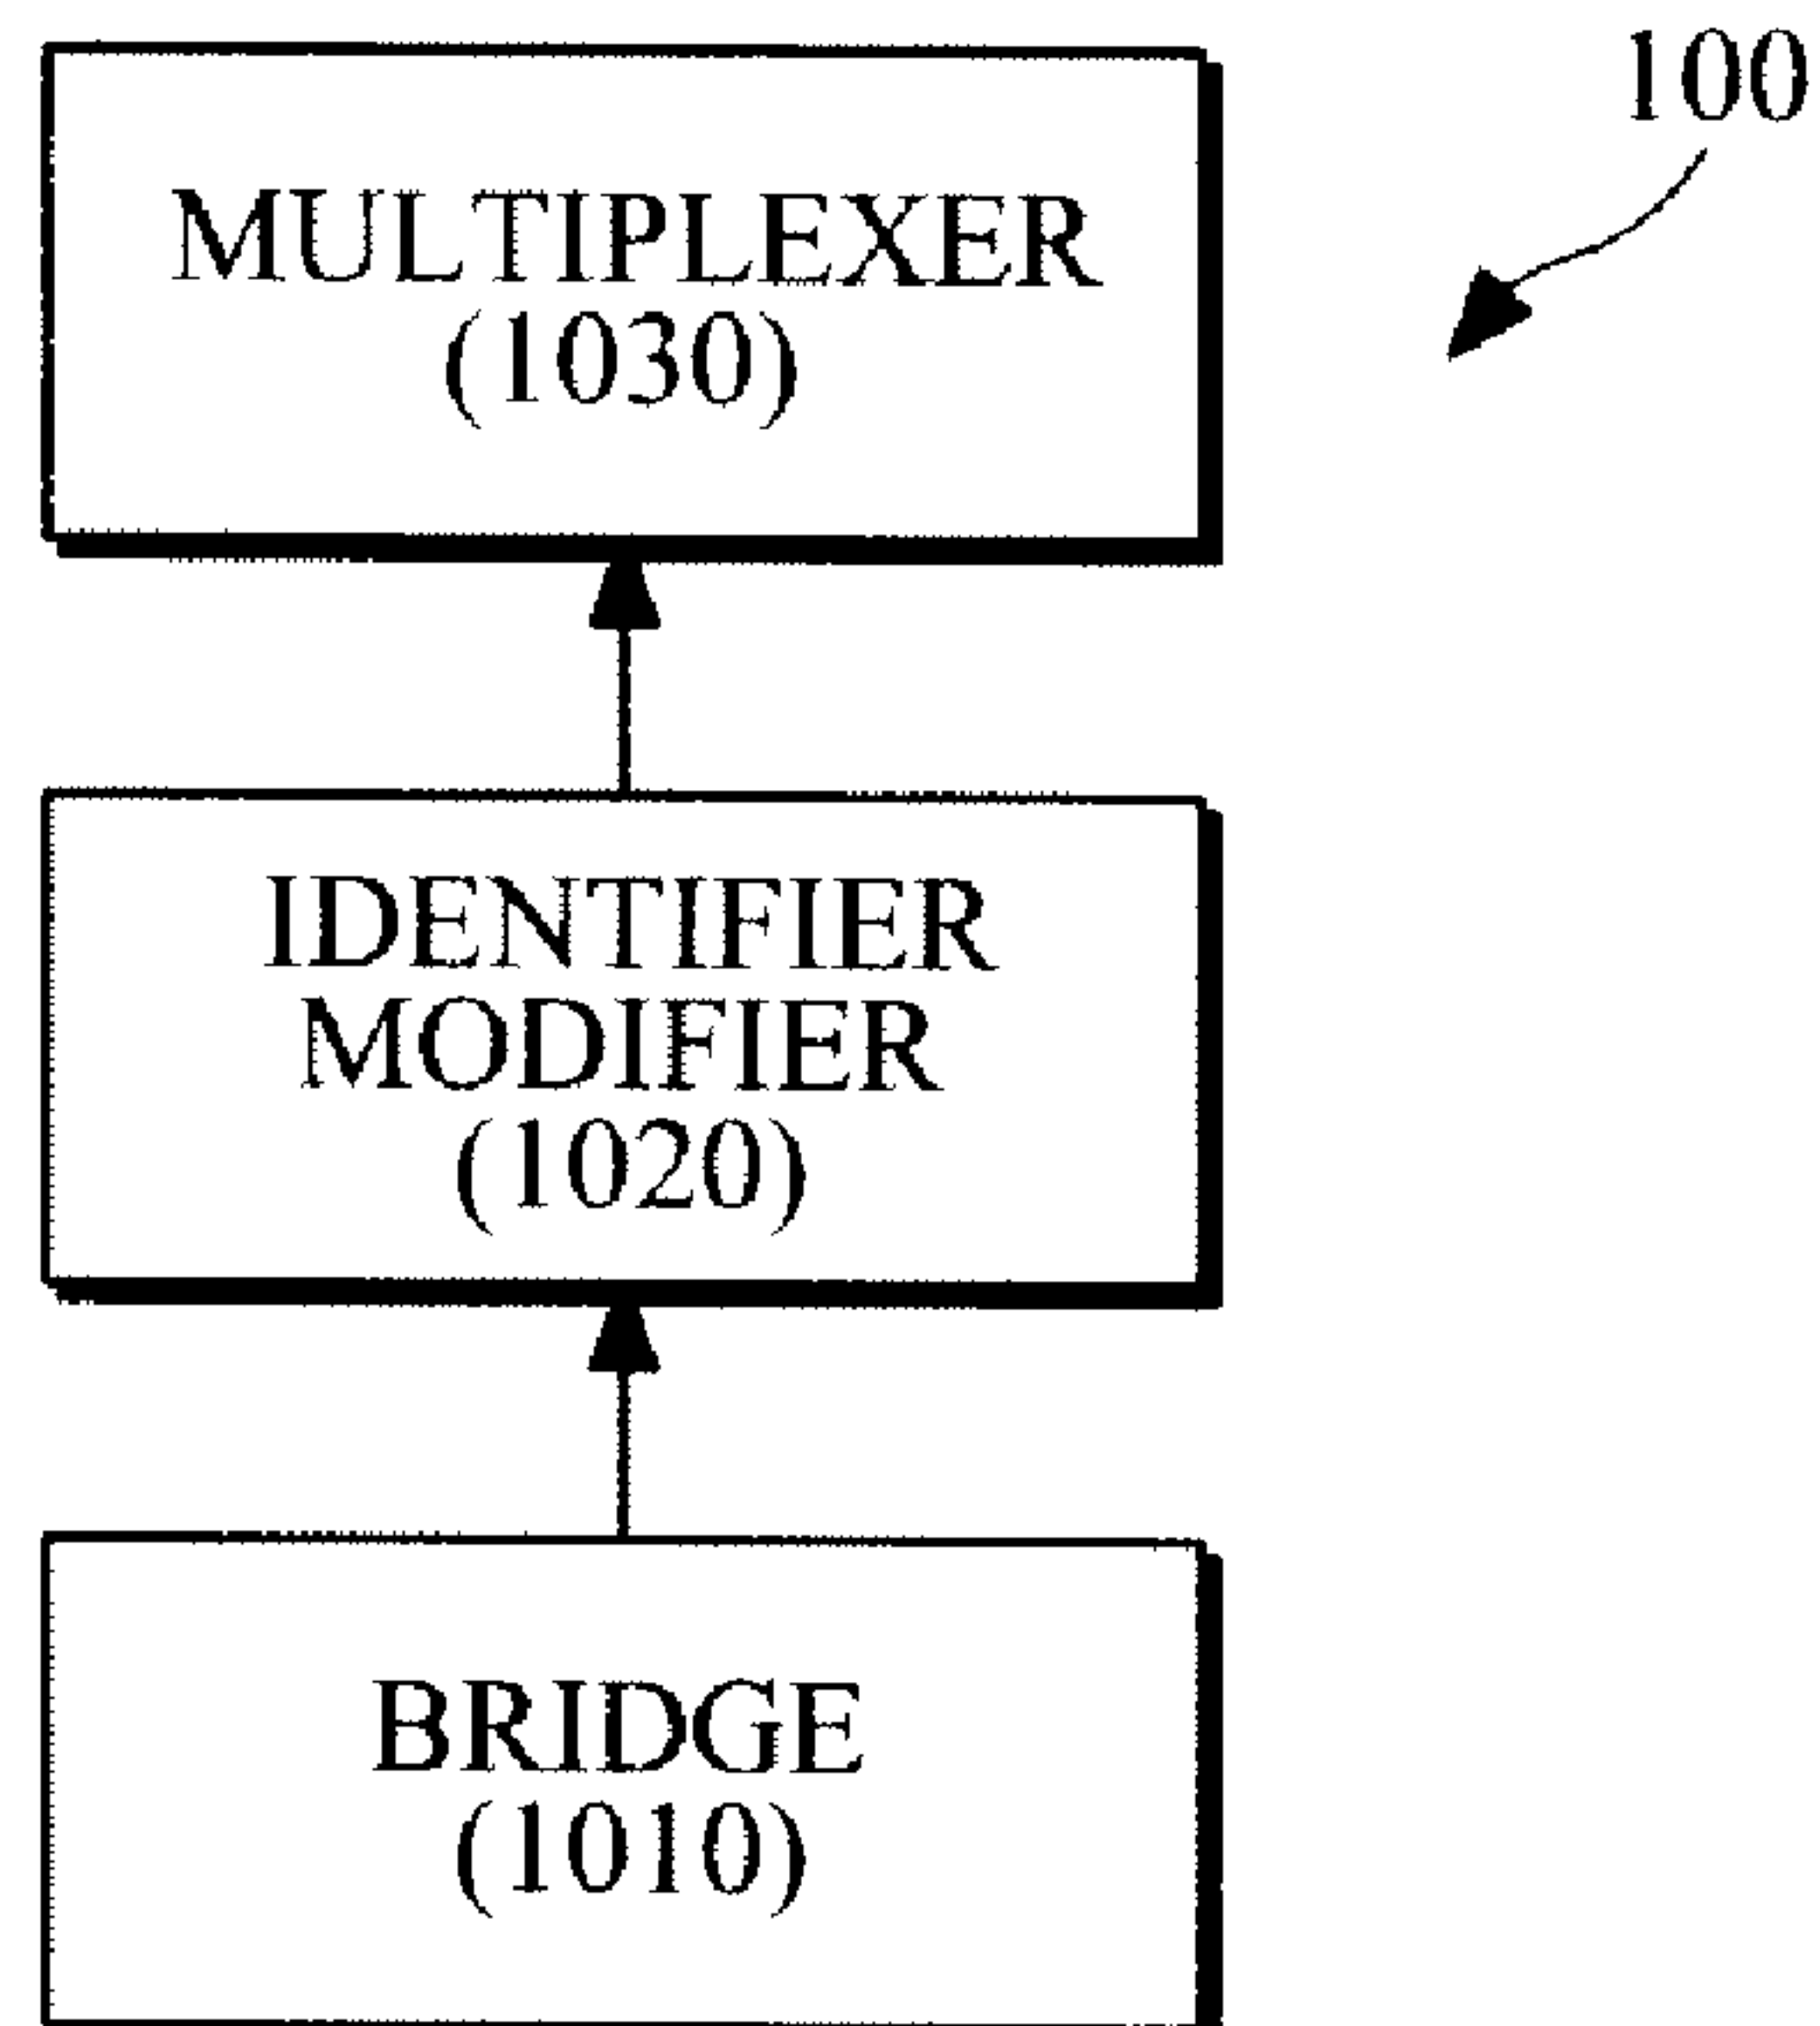 100
MULTIPLEXER
(1030)
IDENTIFIER
MODIFIER
(1020)
BRIDGE
(1010)